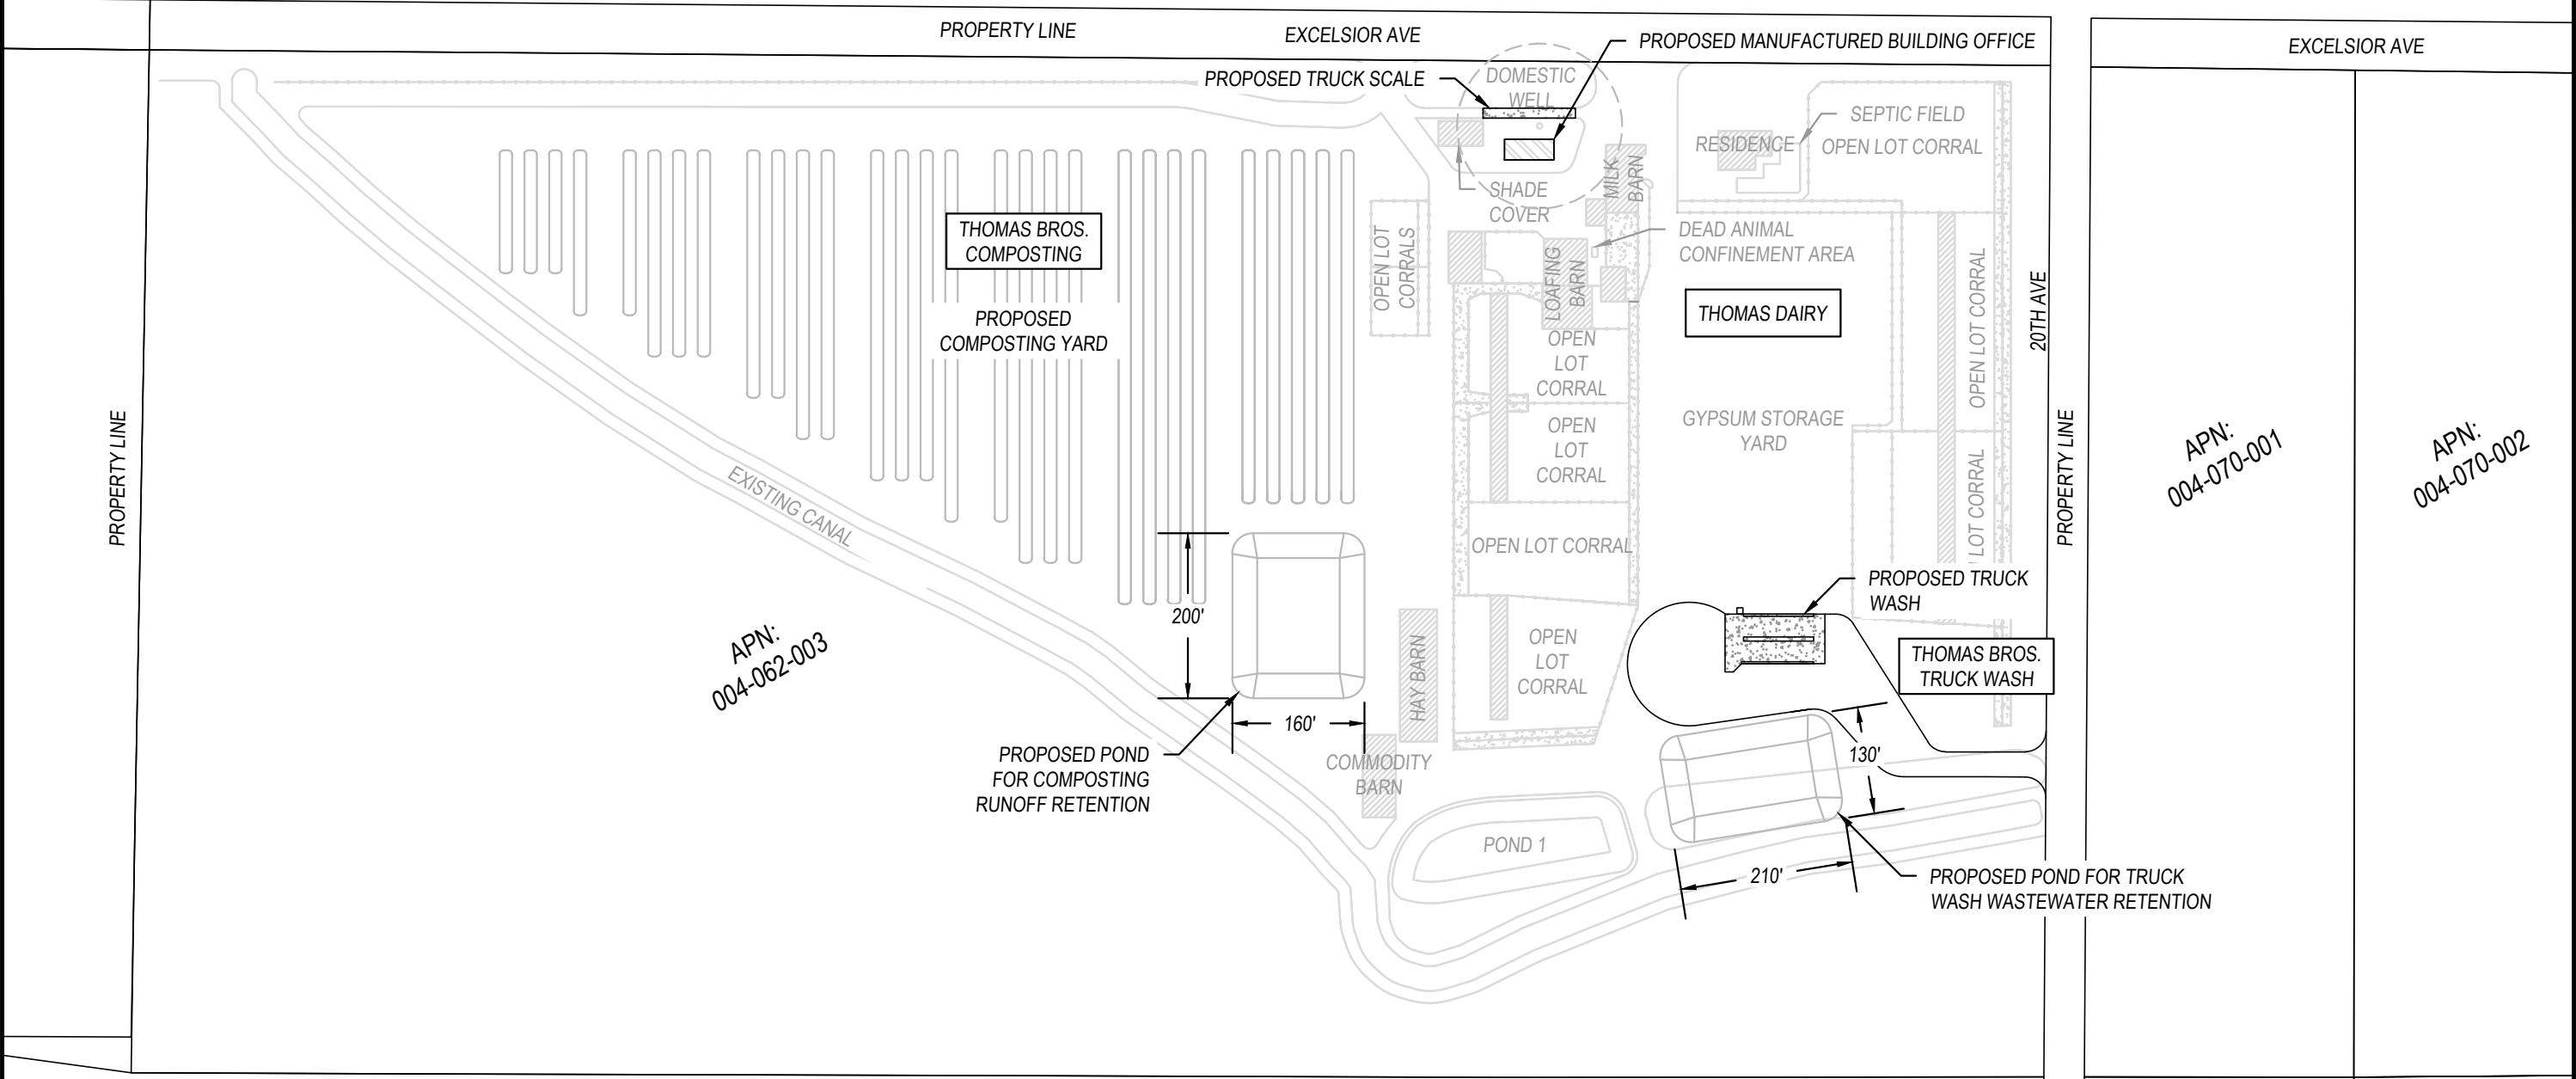 PROPERTY LINE
EXCELSIOR AVE
PROPOSED MANUFACTURED BUILDING OFFICE
EXCELSIOR AVE
PROPOSED TRUCK SCALE
DOMESTIC
WELL
SEPTIC FIELD
RESIDENCE
OPEN LOT CORRAL
MILK
BARN
SHADE
COVER
THOMAS BROS.
COMPOSTING
DEAD ANIMAL
CONFINEMENT AREA
OPEN LOT
CORRALS
LOAFING
BARN
THOMAS DAIRY
OPEN LOT CORRAL
20TH AVE
PROPOSED
COMPOSTING YARD
OPEN
LOT
CORRAL
GYPSUM STORAGE
YARD
OPEN
LOT
CORRAL
PROPERTY LINE
PROPERTY LINE
APN:
004-070-001
APN:
004-070-002
EXISTING CANAL
LOT CORRAL
OPEN LOT CORRAL
PROPOSED TRUCK
WASH
200'
APN:
004-062-003
HAY BARN
OPEN
LOT
CORRAL
THOMAS BROS.
TRUCK WASH
160'
130'
PROPOSED POND
FOR COMPOSTING
RUNOFF RETENTION
COMMODITY
BARN
POND 1
210'
PROPOSED POND FOR TRUCK
WASH WASTEWATER RETENTION